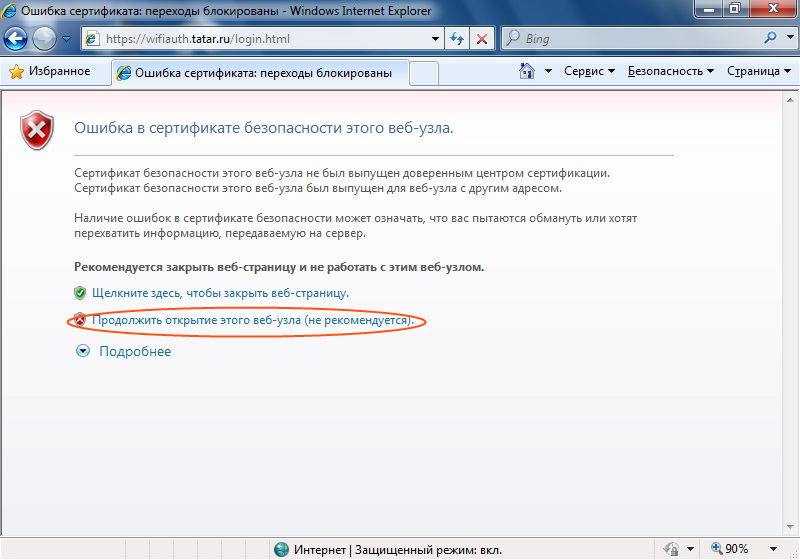 Ошибка сертификата: переходы блокированы - Windows Internet Explorer
https://wifiauth.tatar.ru/login.html
Bing
Избранное
Ошибка сертификата: переходы блокированы
Сервис
Безопасность
Страница
Ошибка в сертификате безопасности этого веб-узла.
Сертификат безопасности этого веб-узла не был выпущен доверенным центром сертификации.
Сертификат безопасности этого веб-узла был выпущен для веб-узла с другим адресом.
Наличие ошибок в сертификате безопасности может означать, что вас пытаются обмануть или хотят
перехватить информацию, передаваемую на сервер.
Рекомендуется закрыть веб-страницу и не работать с этим веб-узлом.
Щелкните здесь, чтобы закрыть веб-страницу.
Продолжить открытие этого веб-узла (не рекомендуется).
Подробнее
Интернет | Защищенный режим: вкл.
90%